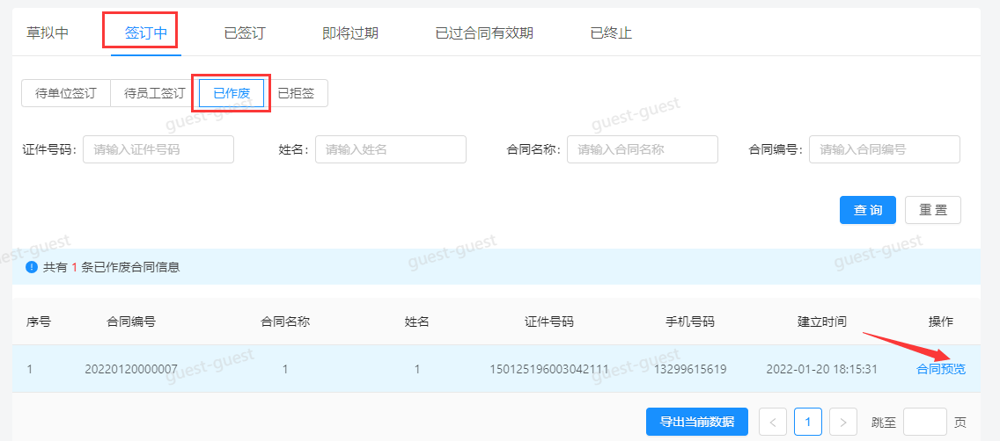 草拟中 签订中 已签订 即将过期 已过合同有效期 已终止
待单位签订 待员工签订 已作废 已拒签
guest-guest guest-guest
证件号码: 请输入证件号码 姓名: 请输入姓名 合同名称: 请输入合同名称 合同编号: 请输入合同编号
查 询 重 置
guest-guest guest-guest guest-guest
共有 1 条已作废合同信息
序号 合同编号 合同名称 姓名 证件号码 手机号码 建立时间 操作
1 20220120000007 1 1 150125196003042111 13299615619 2022-01-20 18:15:31 合同预览
guest-guest guest-guest
导出当前数据 < 1 > 跳至 页